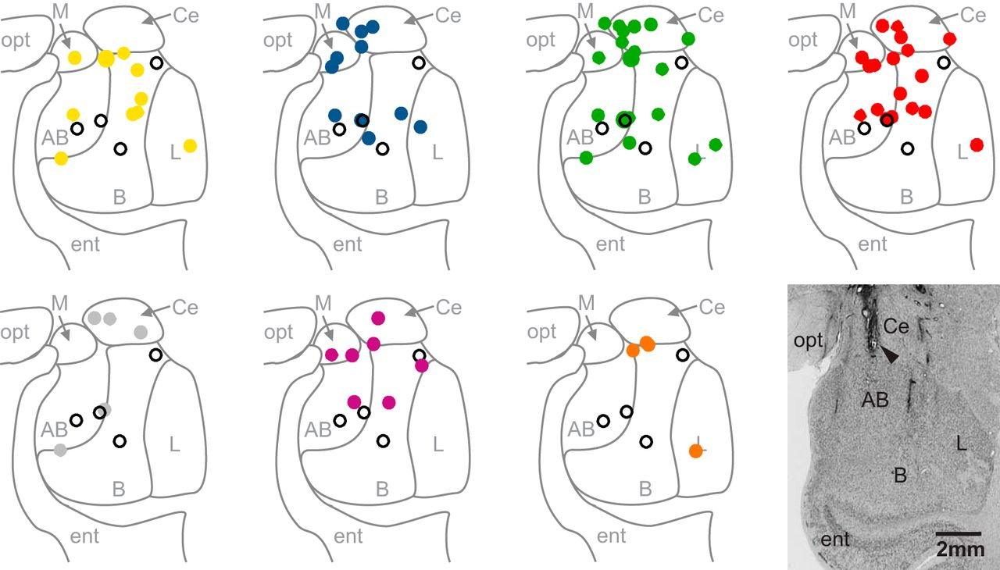 M Ce M Ce M Ce M Ce
opt opt opt opt
AB L AB L AB L AB L
B B B B
ent ent ent ent
M Ce M Ce M Ce
opt opt opt opt Ce
AB L AB L AB L AB L
B B B B
ent ent ent ent
2mm